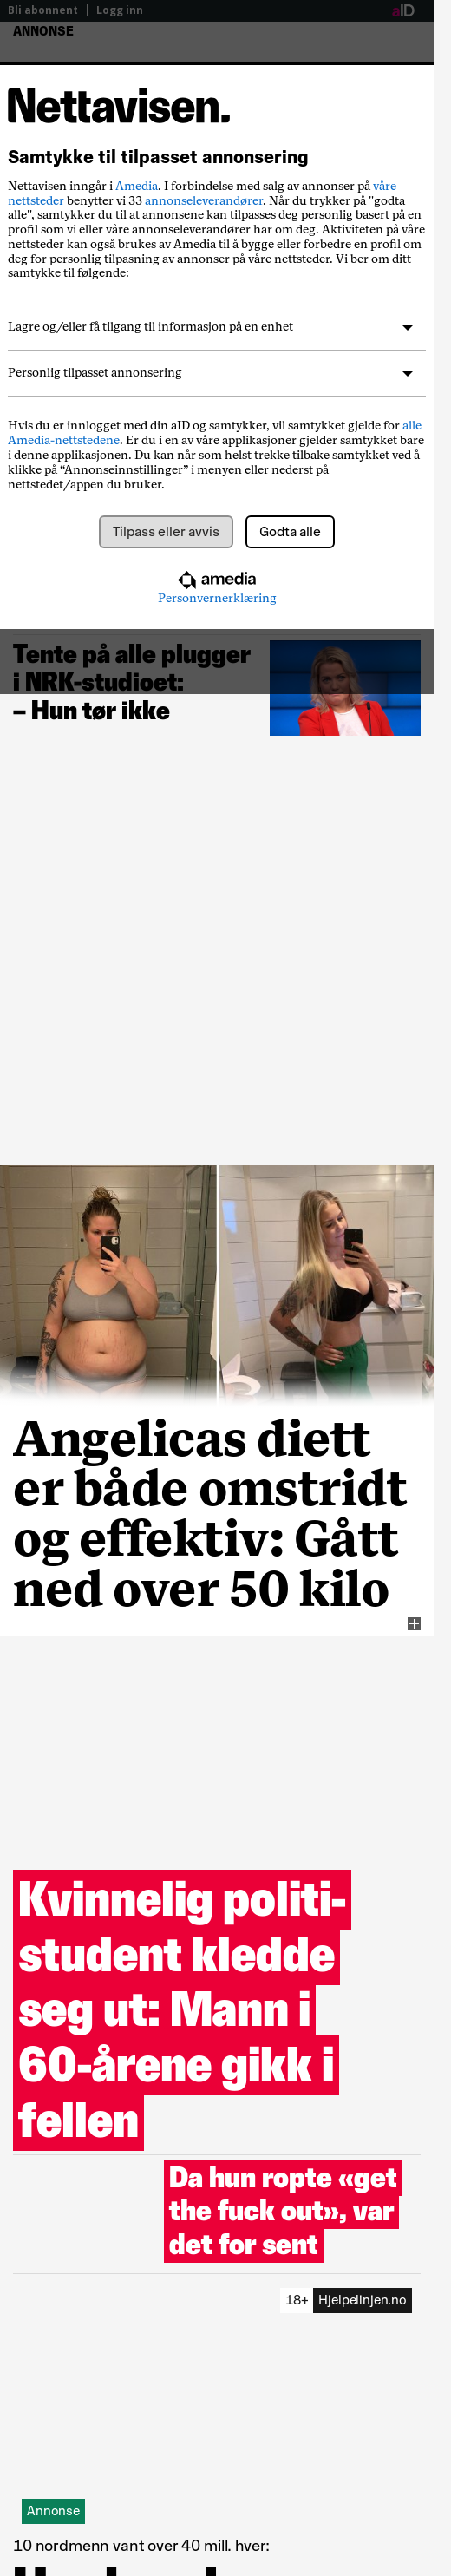 Bli abonnent | Logg inn
aID
ANNONSE
Nettavisen.
Samtykke til tilpasset annonsering
Nettavisen inngår i Amedia. I forbindelse med salg av annonser på våre
nettsteder benytter vi 33 annonseleverandører. Når du trykker på "godta
alle", samtykker du til at annonsene kan tilpasses deg personlig basert på en
profil som vi eller våre annonseleverandører har om deg. Aktiviteten på våre
nettsteder kan også brukes av Amedia til å bygge eller forbedre en profil om
deg for personlig tilpasning av annonser på våre nettsteder. Vi ber om ditt
samtykke til følgende:
Lagre og/eller få tilgang til informasjon på en enhet
Personlig tilpasset annonsering
Hvis du er innlogget med din aID og samtykker, vil samtykket gjelde for alle
Amedia-nettstedene. Er du i en av våre applikasjoner gjelder samtykket bare
i denne applikasjonen. Du kan når som helst trekke tilbake samtykket ved å
klikke på “Annonseinnstillinger” i menyen eller nederst på
nettstedet/appen du bruker.
Tilpass eller avvis
Godta alle
amedia
Personvernerklæring
Tente på alle plugger
i NRK-studioet:
– Hun tør ikke
Angelicas diett
er både omstridt
og effektiv: Gått
ned over 50 kilo
Kvinnelig politi-
student kledde
seg ut: Mann i
60-årene gikk i
fellen
Da hun ropte «get
the fuck out», var
det for sent
18+ Hjelpelinjen.no
Annonse
10 nordmenn vant over 40 mill. hver: